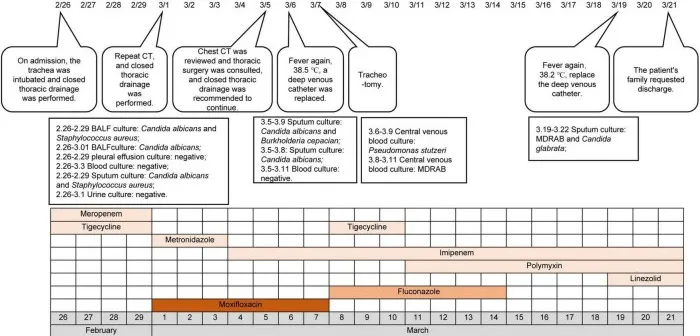 2/26 2/27 2/28 2/29 3/1 3/2 3/3 3/4 3/5 3/6 3/7 3/8 3/9 3/10 3/11 3/12 3/13 3/14 3/15 3/16 3/17 3/18 3/19 3/20 3/21
On admission, the
trachea was
intubated and closed
thoracic drainage
was performed.
Repeat CT,
and closed
thoracic
drainage was
performed.
Chest CT was
reviewed and thoracic
surgery was consulted,
and closed thoracic
drainage was
recommended to
continue.
Fever again,
38.5 ℃, a
deep venous
catheter was
replaced.
Tracheo
-tomy.
Fever again,
38.2 ℃, replace
the deep venous
catheter.
The patient's
family requested
discharge.
2.26-2.29 BALF culture: Candida albicans and
Staphylococcus aureus;
2.26-3.01 BALFculture: Candida albicans;
2.26-2.29 pleural effusion culture: negative;
2.26-3.3 Blood culture: negative;
2.26-2.29 Sputum culture: Candida albicans
and Staphylococcus aureus;
2.26-3.1 Urine culture: negative.
3.5-3.9 Sputum culture:
Candida albicans and
Burkholderia cepacian;
3.5-3.8: Sputum culture:
Candida albicans;
3.5-3.11 Blood culture:
negative.
3.6-3.9 Central venous
blood culture:
Pseudomonas stutzeri
3.8-3.11 Central venous
blood culture: MDRAB
3.19-3.22 Sputum culture:
MDRAB and Candida
glabrata;
Meropenem
Tigecycline Tigecycline
Metronidazole
Imipenem
Polymyxin
Linezolid
Fluconazole
Moxifloxacin
26 27 28 29 1 2 3 4 5 6 7 8 9 10 11 12 13 14 15 16 17 18 19 20 21
February March